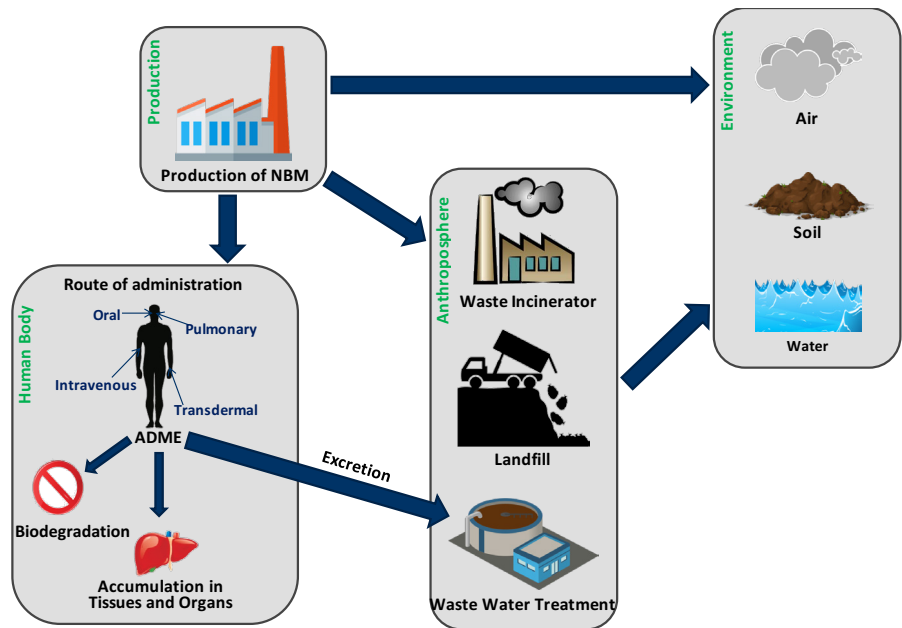 Production
Production of NBM
Environment
Air
Soil
Water
Anthroposphere
Waste Incinerator
Landfill
Waste Water Treatment
Human Body
Route of administration
Oral
Pulmonary
Intravenous
Transdermal
ADME
Excretion
Biodegradation
Accumulation in
Tissues and Organs